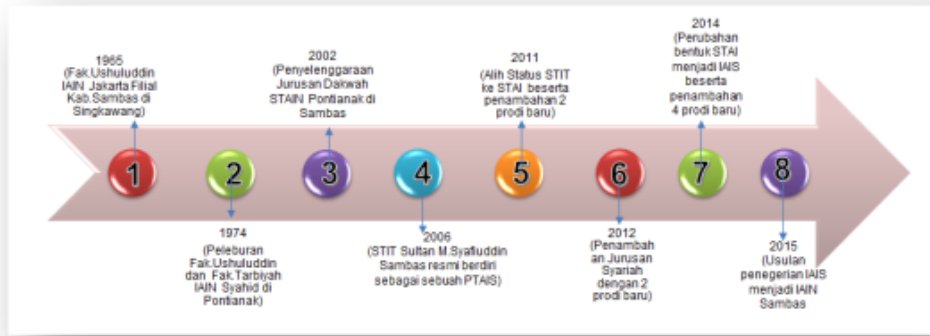 1965
(Fak.Ushuluddin
IAIN Jakarta Filial
Kab.Sambas di
Singkawang)
1
2
1974
(Peleburan
Fak.Ushuluddin
dan Fak.Tarbiyah
IAIN Syahid di
Pontianak)
2002
(Penyelenggaraan
Jurusan Dakwah
STAIN Pontianak di
Sambas
3
4
2006
(STIT Sultan M.Syafiuddin
Sambas resmi berdiri
sebagai sebuah PTAIS)
2011
(Alih Status STIT
ke STAI beserta
penambahan 2
prodi baru)
5
6
2012
(Penambah
an Jurusan
Syariah
dengan 2
prodi baru)
2014
(Perubahan
bentuk STAI
menjadi IAIS
beserta
penambahan
4 prodi baru)
7
8
2015
(Usulan
penegerian IAIS
menjadi IAIN
Sambas